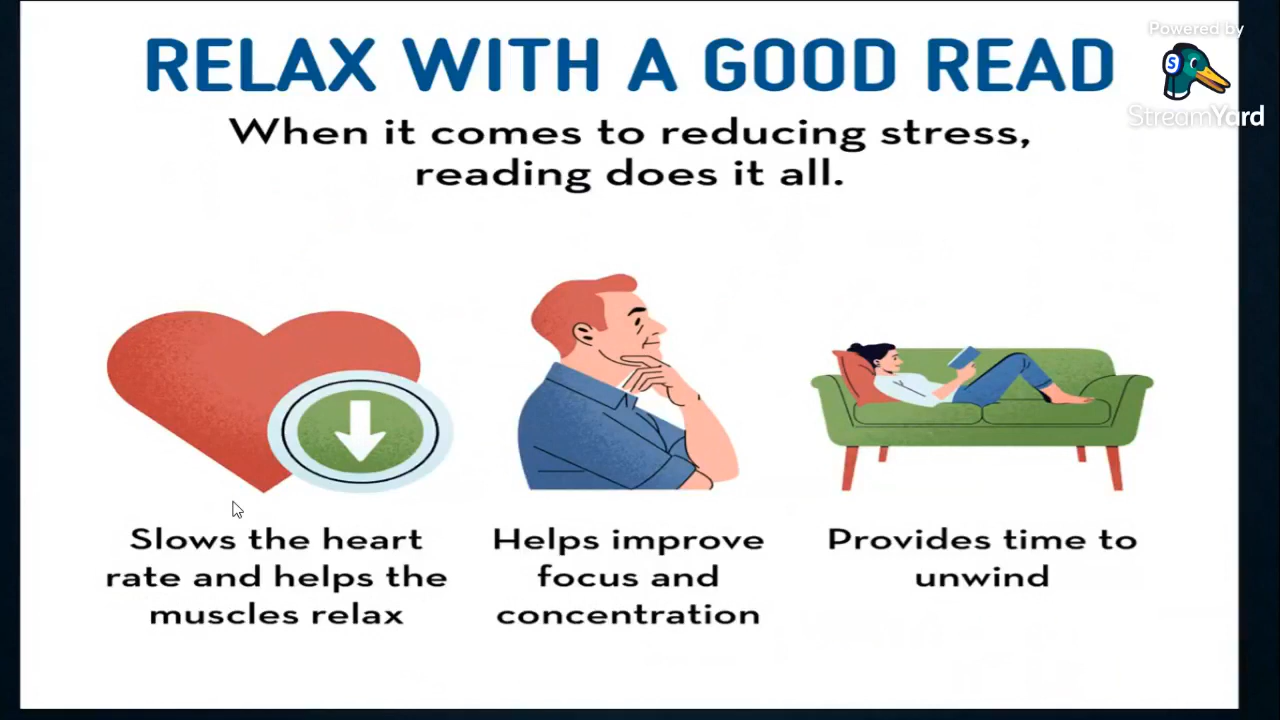 RELAX WITH A GOOD READ
When it comes to reducing stress,
reading does it all.
Slows the heart
rate and helps the
muscles relax
Helps improve
focus and
concentration
Provides time to
unwind
Powered by
S
StreamYard